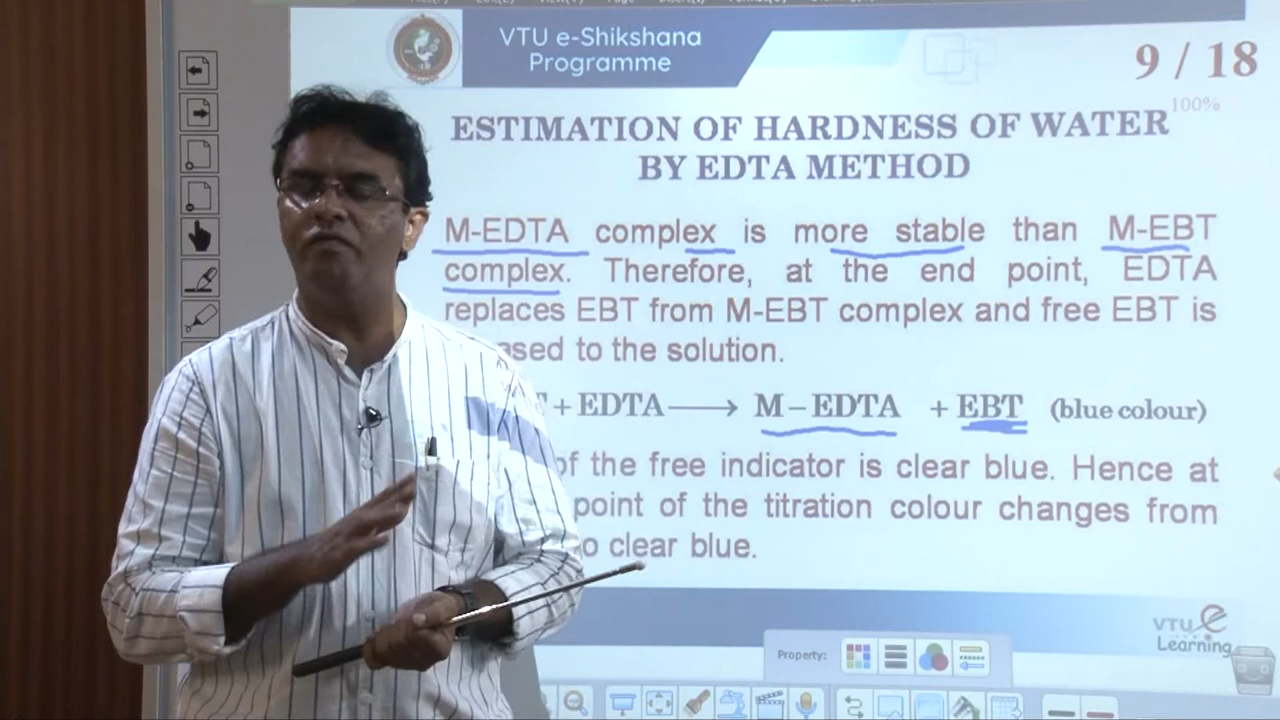 VTU e-Shikshana
Programme
9 / 18
100%
ESTIMATION OF HARDNESS OF WATER
BY EDTA METHOD
M-EDTA complex is more stable than M-EBT
complex. Therefore, at the end point, EDTA
replaces EBT from M-EBT complex and free EBT is
ased to the solution.
+ EDTA ⟶ M – EDTA + EBT (blue colour)
of the free indicator is clear blue. Hence at
point of the titration colour changes from
o clear blue.
VTU e
Learning
Property: